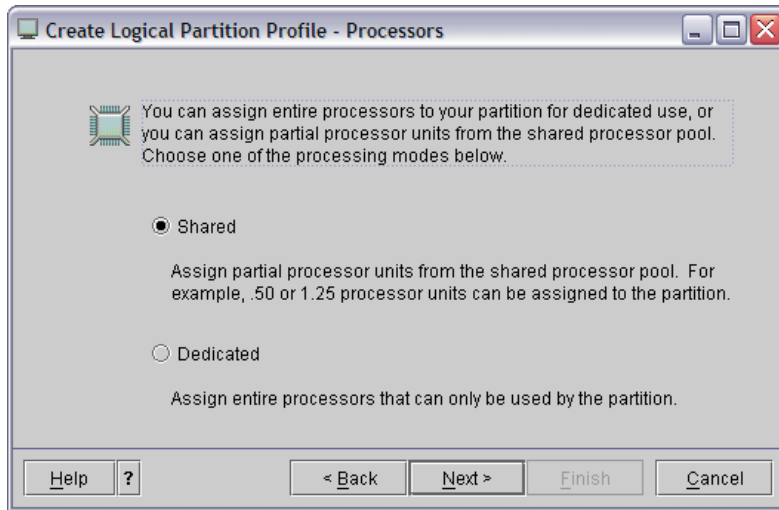 Create Logical Partition Profile - Processors
You can assign entire processors to your partition for dedicated use, or
you can assign partial processor units from the shared processor pool.
Choose one of the processing modes below.
Shared
Assign partial processor units from the shared processor pool. For
example, .50 or 1.25 processor units can be assigned to the partition.
Dedicated
Assign entire processors that can only be used by the partition.
Help ? < Back Next > Finish Cancel